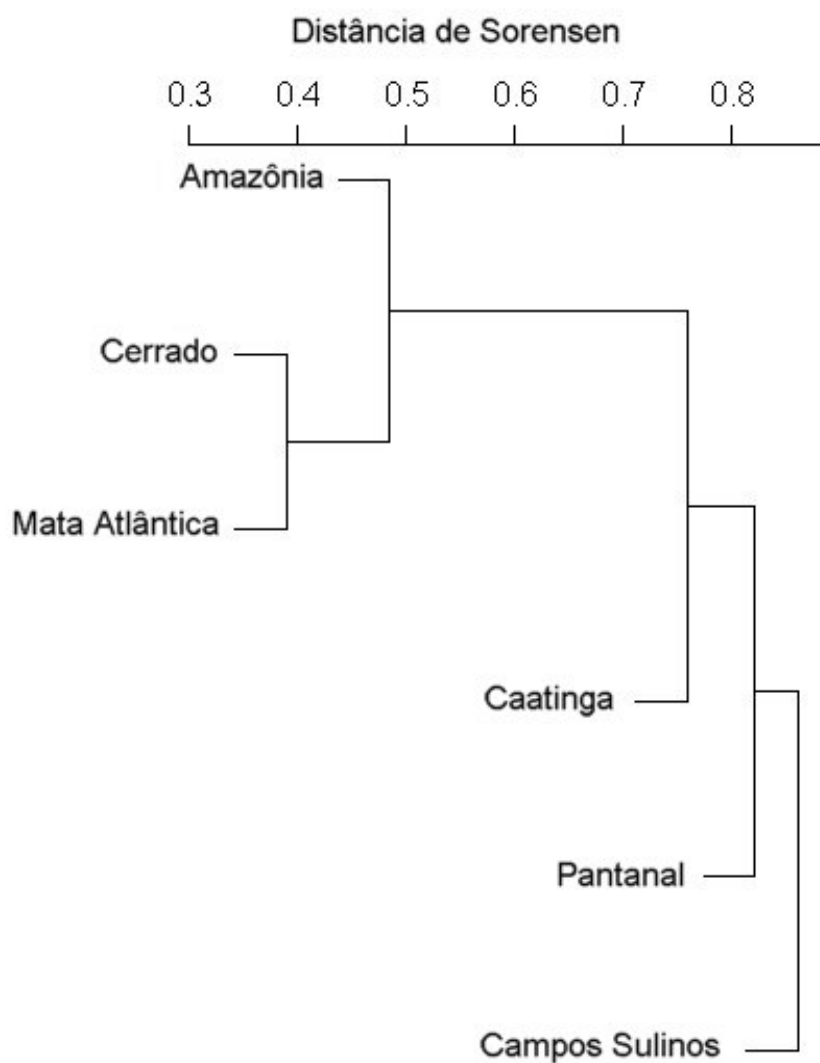 Distância de Sorensen
0.3 0.4 0.5 0.6 0.7 0.8
Amazônia
Cerrado
Mata Atlântica
Caatinga
Pantanal
Campos Sulinos